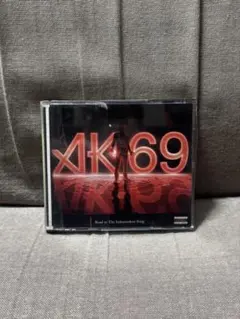 AK-69
Road to The Independent King